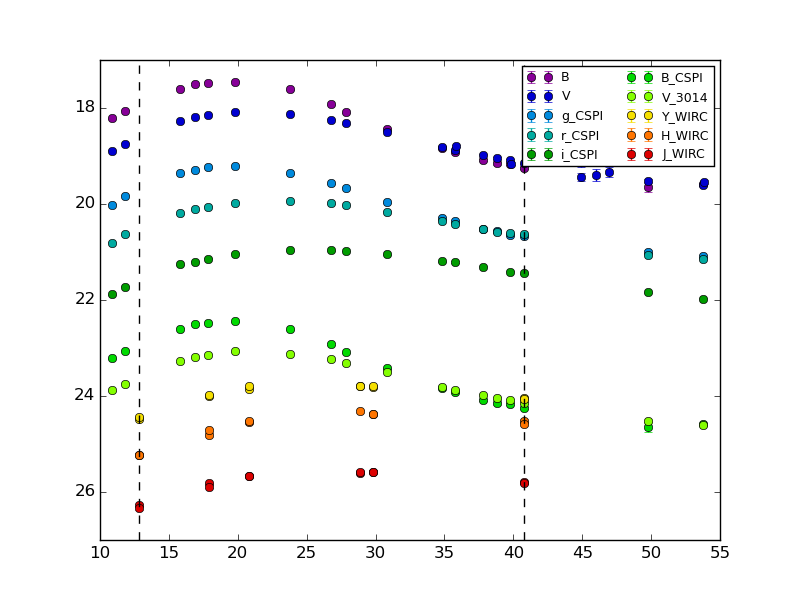 B B_CSPI
V V_3014
g_CSPI Y_WIRC
r_CSPI H_WIRC
i_CSPI J_WIRC
18
20
22
24
26
10 15 20 25 30 35 40 45 50 55